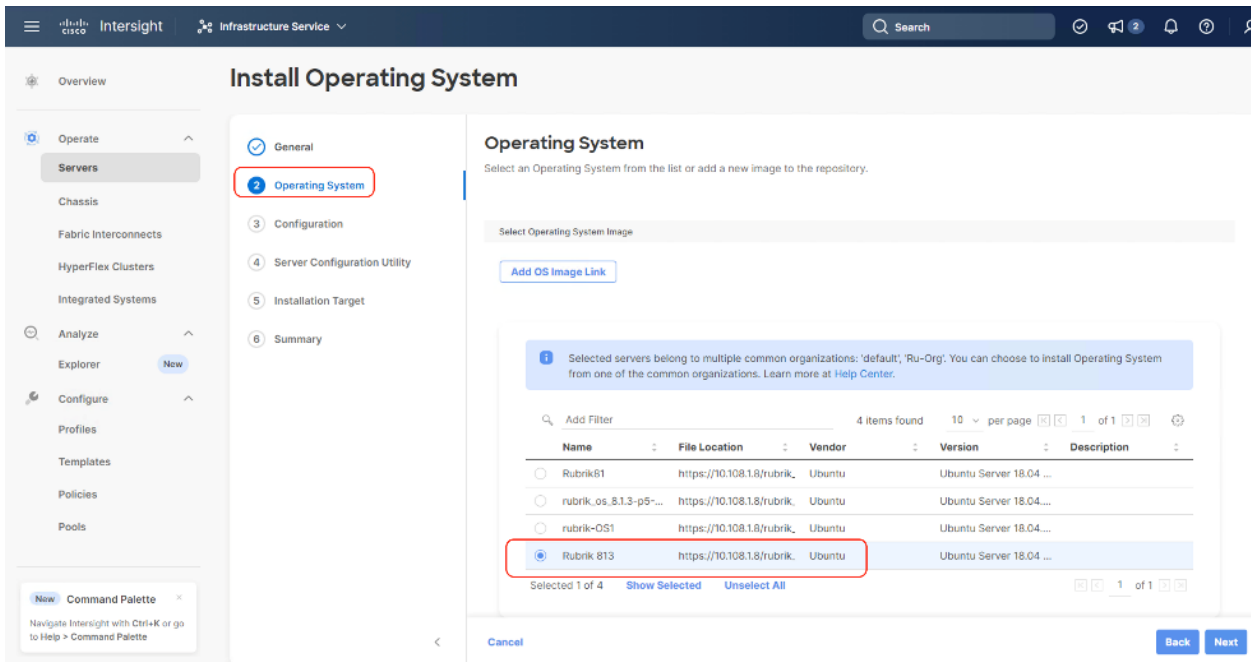 cisco Intersight
Infrastructure Service
Search
2
Overview
Operate
Servers
Chassis
Fabric Interconnects
HyperFlex Clusters
Integrated Systems
Analyze
Explorer New
Configure
Profiles
Templates
Policies
Pools
New Command Palette ×
Navigate Intersight with Ctrl+K or go
to Help > Command Palette
Install Operating System
General
2 Operating System
3 Configuration
4 Server Configuration Utility
5 Installation Target
6 Summary
Operating System
Select an Operating System from the list or add a new image to the repository.
Select Operating System Image
Add OS Image Link
Selected servers belong to multiple common organizations: 'default', 'Ru-Org'. You can choose to install Operating System
from one of the common organizations. Learn more at Help Center.
Add Filter 4 items found 10 per page 1 of 1
Name File Location Vendor Version Description
Rubrik81 https://10.108.1.8/rubrik_ Ubuntu Ubuntu Server 18.04 ...
rubrik_os_8.1.3-p5-... https://10.108.1.8/rubrik_ Ubuntu Ubuntu Server 18.04....
rubrik-OS1 https://10.108.1.8/rubrik_ Ubuntu Ubuntu Server 18.04....
Rubrik 813 https://10.108.1.8/rubrik_ Ubuntu Ubuntu Server 18.04 ...
Selected 1 of 4 Show Selected Unselect All 1 of 1
Cancel Back Next